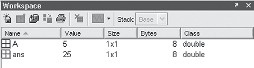 Workspace
Stack: Base
Name Value Size Bytes Class
A 5 1x1 8 double
ans 25 1x1 8 double